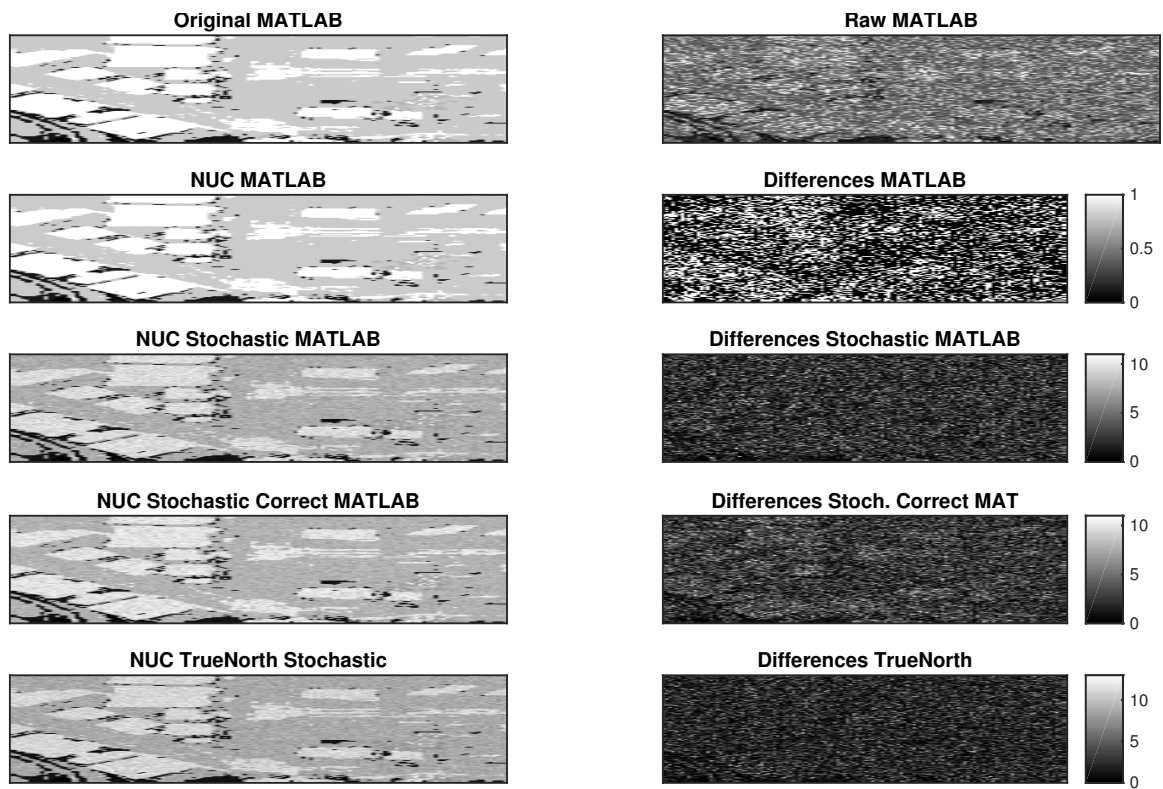 Original MATLAB
Raw MATLAB
NUC MATLAB
Differences MATLAB
1
0.5
0
NUC Stochastic MATLAB
Differences Stochastic MATLAB
10
5
0
NUC Stochastic Correct MATLAB
Differences Stoch. Correct MAT
10
5
0
NUC TrueNorth Stochastic
Differences TrueNorth
10
5
0